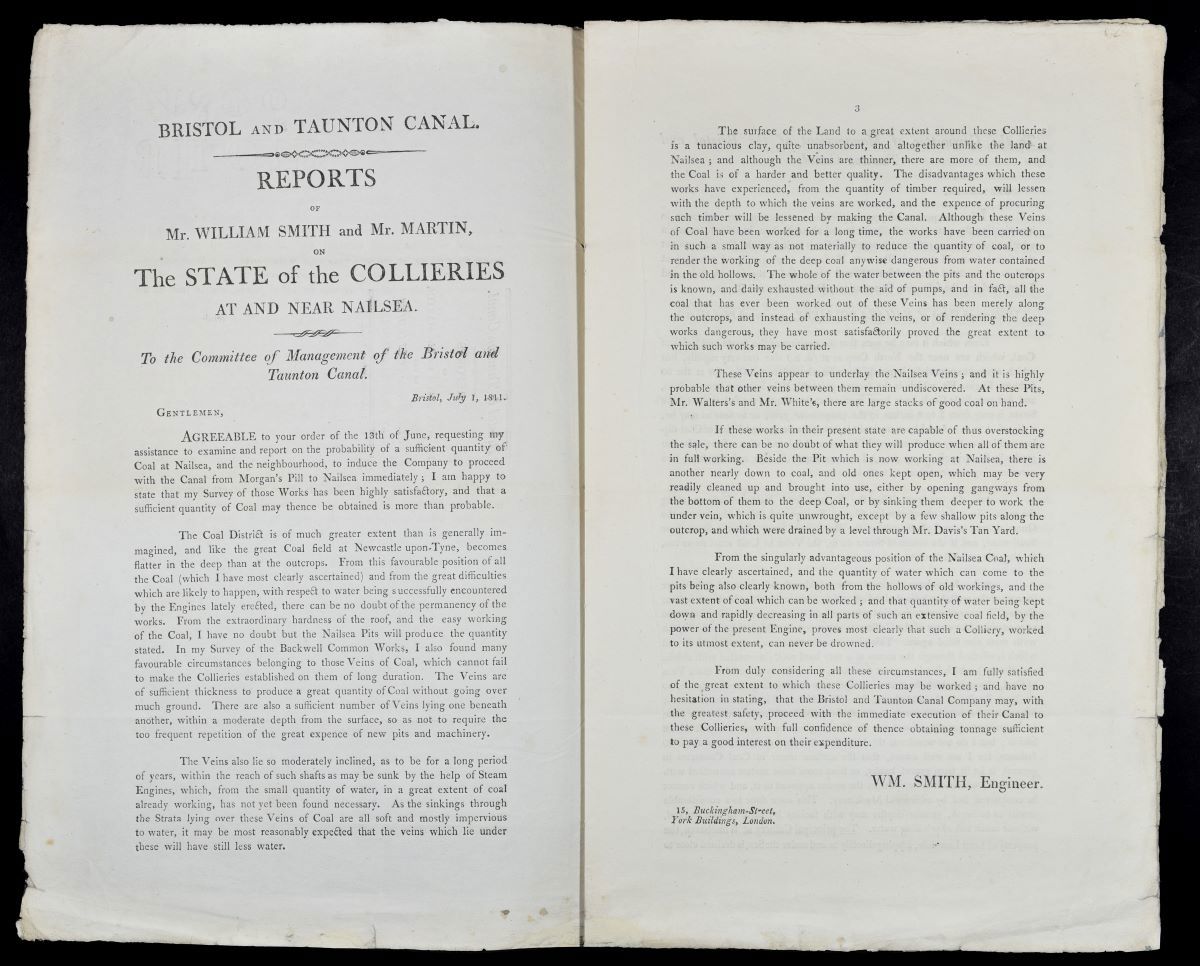 BRISTOL AND TAUNTON CANAL.
REPORTS
OF
Mr. WILLIAM SMITH and Mr. MARTIN,
ON
The STATE of the COLLIERIES
AT AND NEAR NAILSEA.
To the Committee of Management of the Bristol and
Taunton Canal.
Bristol, July 1, 1811.
GENTLEMEN,
AGREEABLE to your order of the 13th of June, requesting my
assistance to examine and report on the probability of a sufficient quantity of
Coal at Nailsea, and the neighbourhood, to induce the Company to proceed
with the Canal from Morgan's Pill to Nailsea immediately; I am happy to
state that my Survey of those Works has been highly satisfactory, and that a
sufficient quantity of Coal may thence be obtained is more than probable.
The Coal District is of much greater extent than is generally im-
magined, and like the great Coal field at Newcastle upon-Tyne, becomes
flatter in the deep than at the outcrops. From this favourable position of all
the Coal (which I have most clearly ascertained) and from the great difficulties
which are likely to happen, with respect to water being successfully encountered
by the Engines lately erected, there can be no doubt of the permanency of the
works. From the extraordinary hardness of the roof, and the easy working
of the Coal, I have no doubt but the Nailsea Pits will produce the quantity
stated. In my Survey of the Backwell Common Works, I also found many
favourable circumstances belonging to those Veins of Coal, which cannot fail
to make the Collieries established on them of long duration. The Veins are
of sufficient thickness to produce a great quantity of Coal without going over
much ground. There are also a sufficient number of Veins lying one beneath
another, within a moderate depth from the surface, so as not to require the
too frequent repetition of the great expence of new pits and machinery.
The Veins also lie so moderately inclined, as to be for a long period
of years, within the reach of such shafts as may be sunk by the help of Steam
Engines, which, from the small quantity of water, in a great extent of coal
already working, has not yet been found necessary. As the sinkings through
the Strata lying over these Veins of Coal are all soft and mostly impervious
to water, it may be most reasonably expected that the veins which lie under
these will have still less water.
3
The surface of the Land to a great extent around these Collieries
is a tunacious clay, quite unabsorbent, and altogether unlike the land at
Nailsea; and although the Veins are thinner, there are more of them, and
the Coal is of a harder and better quality. The disadvantages which these
works have experienced, from the quantity of timber required, will lessen
with the depth to which the veins are worked, and the expence of procuring
such timber will be lessened by making the Canal. Although these Veins
of Coal have been worked for a long time, the works have been carried on
in such a small way as not materially to reduce the quantity of coal, or to
render the working of the deep coal anywise dangerous from water contained
in the old hollows. The whole of the water between the pits and the outcrops
is known, and daily exhausted without the aid of pumps, and in fact, all the
coal that has ever been worked out of these Veins has been merely along
the outcrops, and instead of exhausting the veins, or of rendering the deep
works dangerous, they have most satisfactorily proved the great extent to
which such works may be carried.
These Veins appear to underlay the Nailsea Veins; and it is highly
probable that other veins between them remain undiscovered. At these Pits,
Mr. Walters's and Mr. White's, there are large stacks of good coal on hand.
If these works in their present state are capable of thus overstocking
the sale, there can be no doubt of what they will produce when all of them are
in full working. Beside the Pit which is now working at Nailsea, there is
another nearly down to coal, and old ones kept open, which may be very
readily cleaned up and brought into use, either by opening gangways from
the bottom of them to the deep Coal, or by sinking them deeper to work the
under vein, which is quite unwrought, except by a few shallow pits along the
outcrop, and which were drained by a level through Mr. Davis's Tan Yard.
From the singularly advantageous position of the Nailsea Coal, which
I have clearly ascertained, and the quantity of water which can come to the
pits being also clearly known, both from the hollows of old workings, and the
vast extent of coal which can be worked; and that quantity of water being kept
down and rapidly decreasing in all parts of such an extensive coal field, by the
power of the present Engine, proves most clearly that such a Colliery, worked
to its utmost extent, can never be drowned.
From duly considering all these circumstances, I am fully satisfied
of the great extent to which these Collieries may be worked; and have no
hesitation in stating, that the Bristol and Taunton Canal Company may, with
the greatest safety, proceed with the immediate execution of their Canal to
these Collieries, with full confidence of thence obtaining tonnage sufficient
to pay a good interest on their expenditure.
WM. SMITH, Engineer.
15, Buckingham-Street,
York Buildings, London.